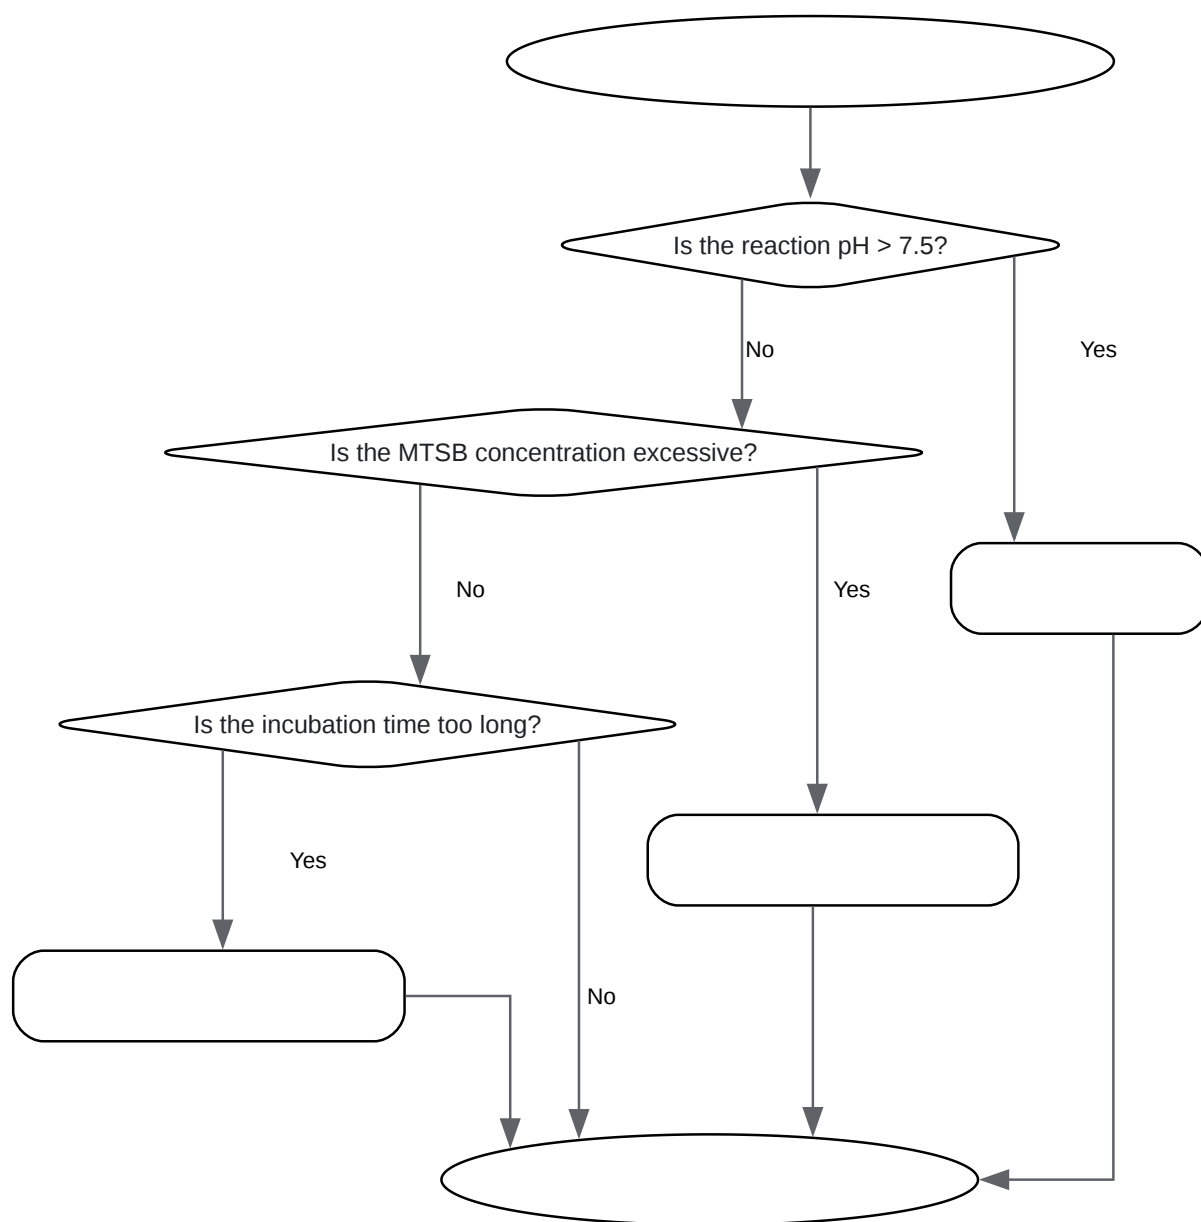 Is the reaction pH > 7.5?
No
Yes
Is the MTSB concentration excessive?
No
Yes
Is the incubation time too long?
Yes
No